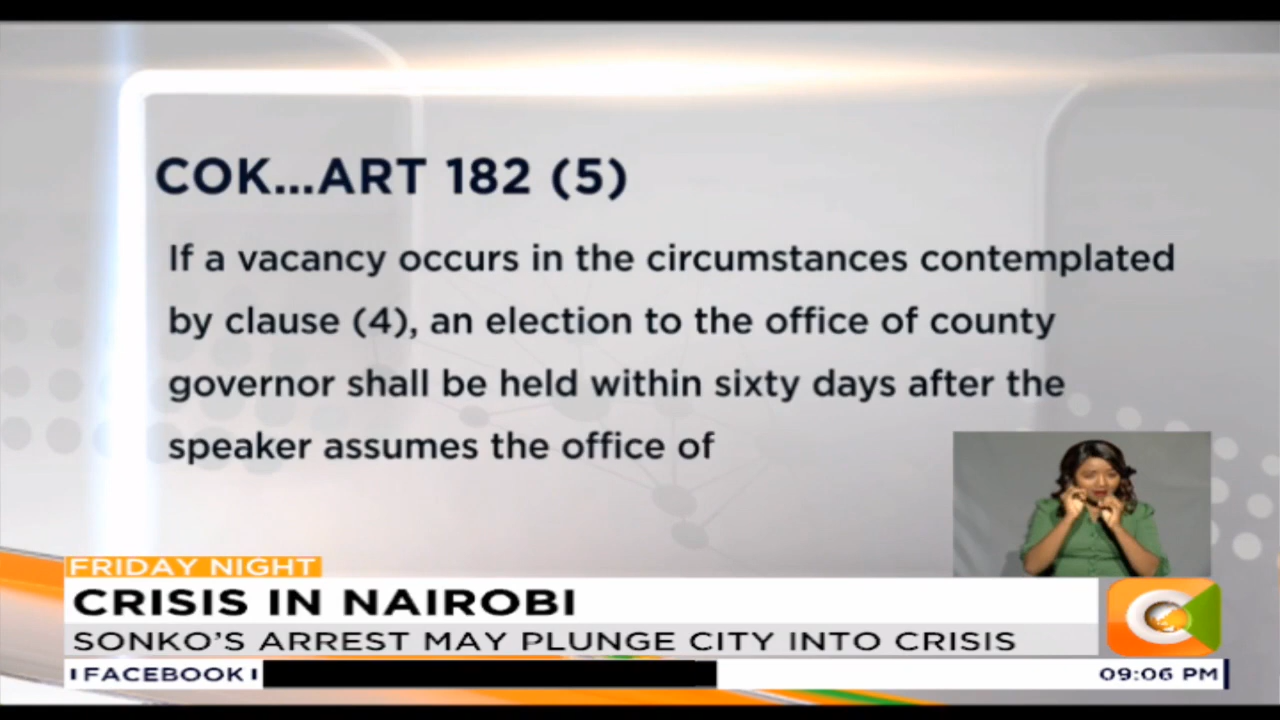 COK...ART 182 (5)
If a vacancy occurs in the circumstances contemplated
by clause (4), an election to the office of county
governor shall be held within sixty days after the
speaker assumes the office of
FRIDAY NIGHT
CRISIS IN NAIROBI
SONKO'S ARREST MAY PLUNGE CITY INTO CRISIS
FACEBOOK
09:06 PM